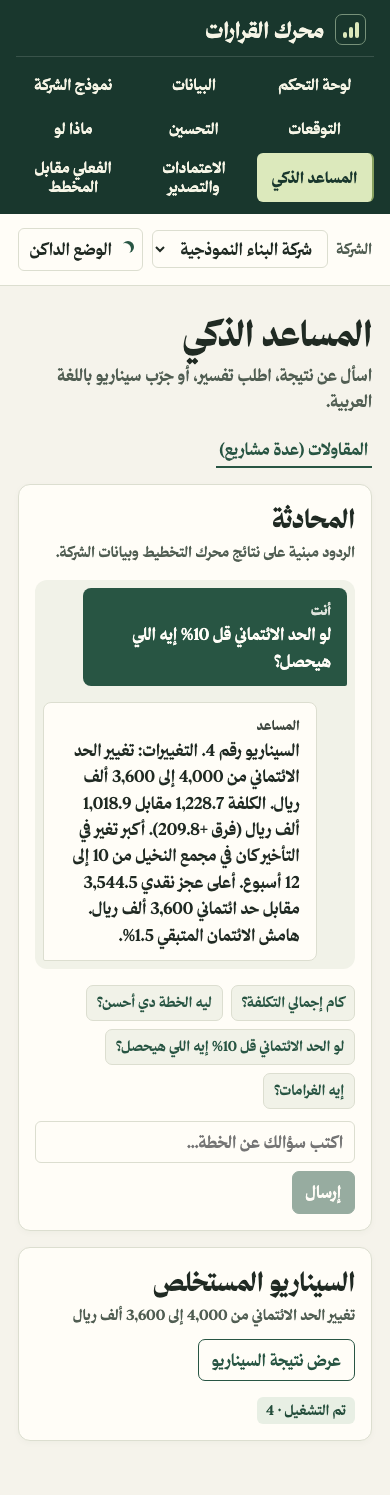 محرك القرارات
لوحة التحكم
البيانات
نموذج الشركة
التوقعات
التحسين
ماذا لو
المساعد الذكي
الاعتمادات
والتصدير
الفعلي مقابل
المخطط
الشركة
شركة البناء النموذجية
الوضع الداكن
المساعد الذكي
اسأل عن نتيجة، اطلب تفسير، أو جرّب سيناريو باللغة
العربية.
المقاولات (عدة مشاريع)
المحادثة
الردود مبنية على نتائج محرك التخطيط وبيانات الشركة.
أنت
لو الحد الائتماني قل 10% إيه اللي
هيحصل؟
المساعد
السيناريو رقم 4. التغييرات: تغيير الحد
الائتماني من 4,000 إلى 3,600 ألف
ريال. الكلفة 1,228.7 مقابل 1,018.9
ألف ريال (فرق +209.8). أكبر تغير في
التأخير كان في مجمع النخيل من 10 إلى
12 أسبوع. أعلى عجز نقدي 3,544.5
مقابل حد ائتماني 3,600 ألف ريال.
هامش الائتمان المتبقي 1.5%.
كام إجمالي التكلفة؟
ليه الخطة دي أحسن؟
لو الحد الائتماني قل 10% إيه اللي هيحصل؟
إيه الغرامات؟
اكتب سؤالك عن الخطة...
إرسال
السيناريو المستخلص
تغيير الحد الائتماني من 4,000 إلى 3,600 ألف ريال
عرض نتيجة السيناريو
تم التشغيل · 4